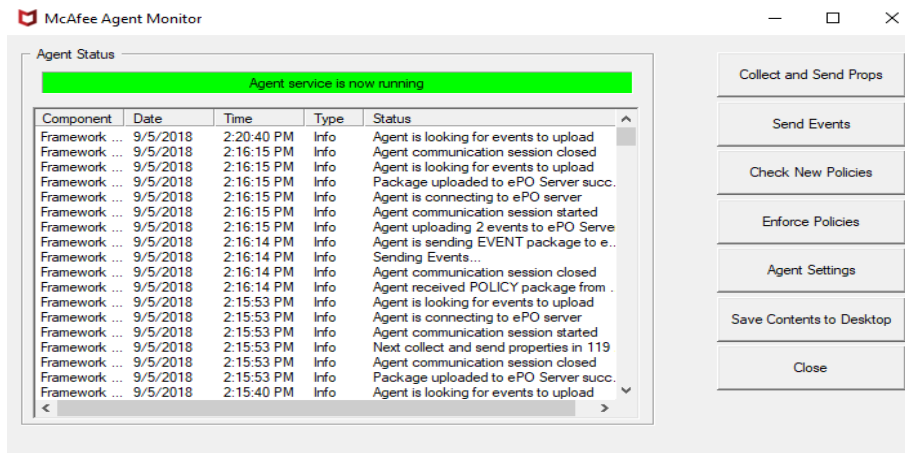 McAfee Agent Monitor
Agent Status
Agent service is now running
Component Date Time Type Status
Framework ... 9/5/2018 2:20:40 PM Info Agent is looking for events to upload
Framework ... 9/5/2018 2:16:15 PM Info Agent communication session closed
Framework ... 9/5/2018 2:16:15 PM Info Agent is looking for events to upload
Framework ... 9/5/2018 2:16:15 PM Info Package uploaded to ePO Server succ.
Framework ... 9/5/2018 2:16:15 PM Info Agent is connecting to ePO server
Framework ... 9/5/2018 2:16:15 PM Info Agent communication session started
Framework ... 9/5/2018 2:16:15 PM Info Agent uploading 2 events to ePO Serve
Framework ... 9/5/2018 2:16:14 PM Info Agent is sending EVENT package to e..
Framework ... 9/5/2018 2:16:14 PM Info Sending Events...
Framework ... 9/5/2018 2:16:14 PM Info Agent communication session closed
Framework ... 9/5/2018 2:16:14 PM Info Agent received POLICY package from .
Framework ... 9/5/2018 2:15:53 PM Info Agent is looking for events to upload
Framework ... 9/5/2018 2:15:53 PM Info Agent is connecting to ePO server
Framework ... 9/5/2018 2:15:53 PM Info Agent communication session started
Framework ... 9/5/2018 2:15:53 PM Info Next collect and send properties in 119
Framework ... 9/5/2018 2:15:53 PM Info Agent communication session closed
Framework ... 9/5/2018 2:15:53 PM Info Package uploaded to ePO Server succ.
Framework ... 9/5/2018 2:15:40 PM Info Agent is looking for events to upload
Collect and Send Props
Send Events
Check New Policies
Enforce Policies
Agent Settings
Save Contents to Desktop
Close